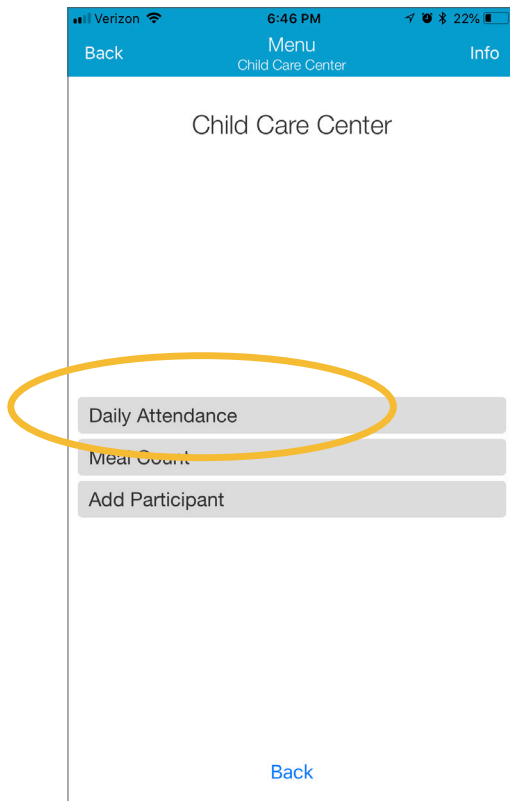 Verizon 6:46 PM 22%
Back Menu Info
Child Care Center
Child Care Center
Daily Attendance
Meal Count
Add Participant
Back